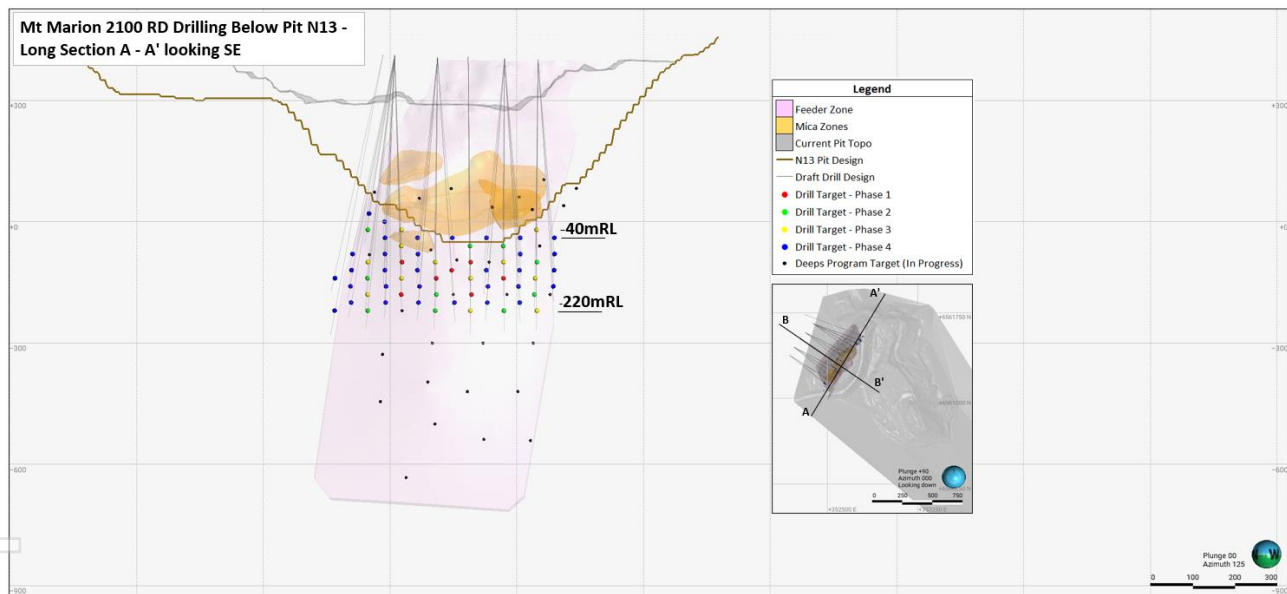 Mt Marion 2100 RD Drilling Below Pit N13 -
Long Section A - A' looking SE
+300
+300
+0
-300
-300
-600
-600
-900
-40mRL
-220mRL
Legend
Feeder Zone
Mica Zones
Current Pit Topo
N13 Pit Design
Draft Drill Design
Drill Target - Phase 1
Drill Target - Phase 2
Drill Target - Phase 3
Drill Target - Phase 4
Deeps Program Target (In Progress)
A'
B
+6561750 N
B'
A
Plunge +90
Azimuth 000
Looking down
0 250 500 750
+352500 E
Plunge 00
Azimuth 125
W
0 100 200 300